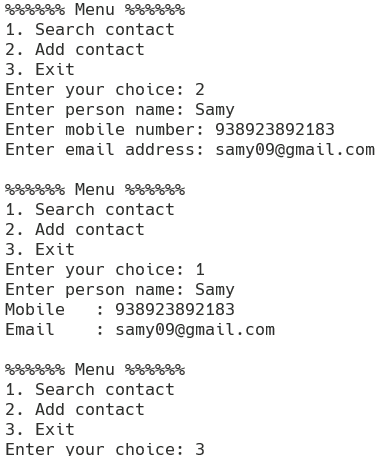 %%%%%% Menu %%%%%%
1. Search contact
2. Add contact
3. Exit
Enter your choice: 2
Enter person name: Samy
Enter mobile number: 938923892183
Enter email address: samy09@gmail.com

%%%%%% Menu %%%%%%
1. Search contact
2. Add contact
3. Exit
Enter your choice: 1
Enter person name: Samy
Mobile   : 938923892183
Email    : samy09@gmail.com

%%%%%% Menu %%%%%%
1. Search contact
2. Add contact
3. Exit
Enter your choice: 3